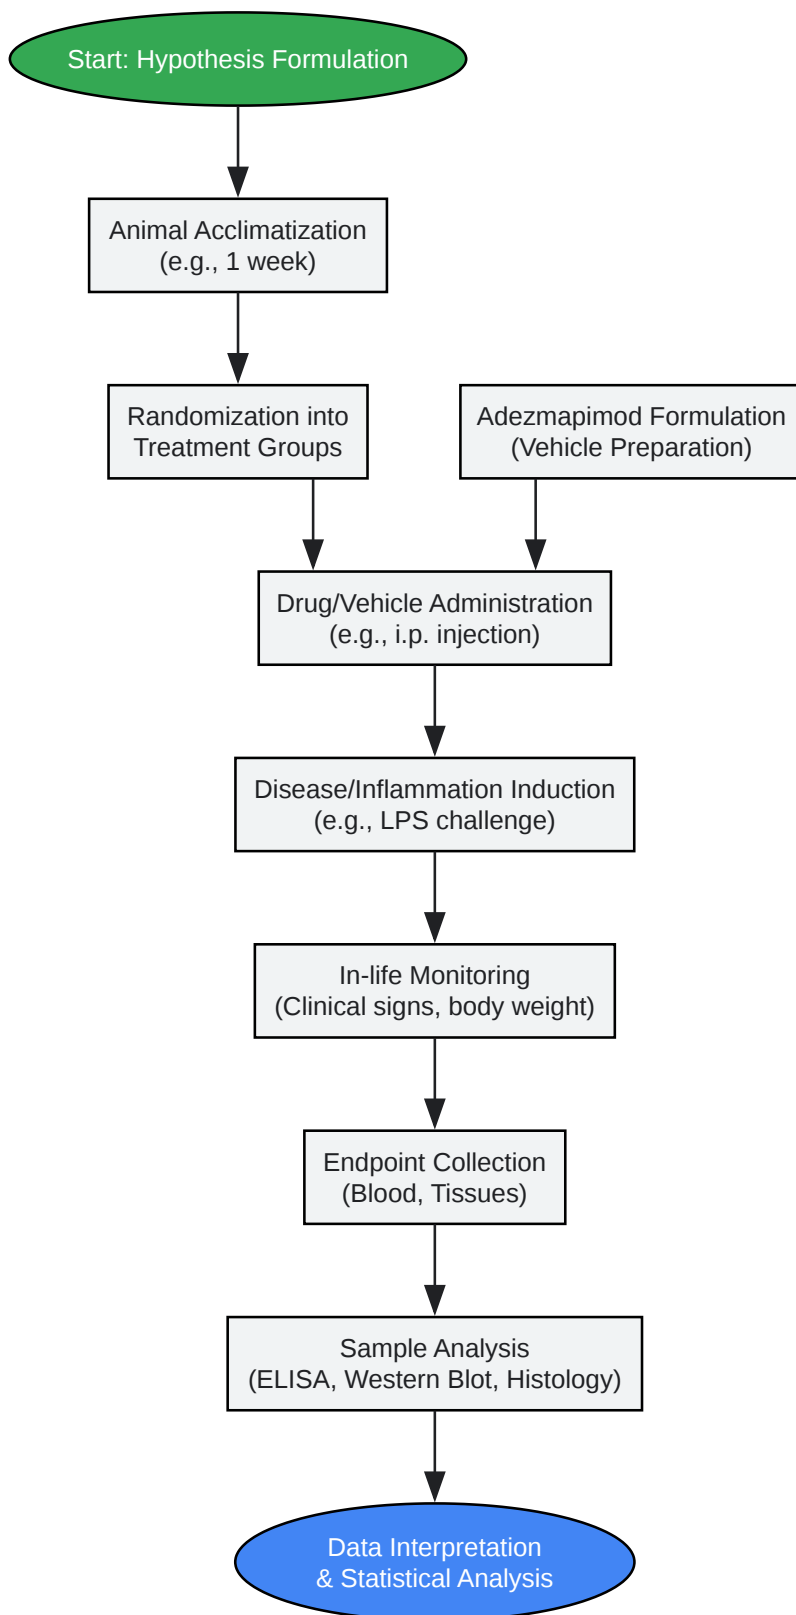 Start: Hypothesis Formulation
Animal Acclimatization
(e.g., 1 week)
Randomization into
Treatment Groups
Adezmapimod Formulation
(Vehicle Preparation)
Drug/Vehicle Administration
(e.g., i.p. injection)
Disease/Inflammation Induction
(e.g., LPS challenge)
In-life Monitoring
(Clinical signs, body weight)
Endpoint Collection
(Blood, Tissues)
Sample Analysis
(ELISA, Western Blot, Histology)
Data Interpretation
& Statistical Analysis